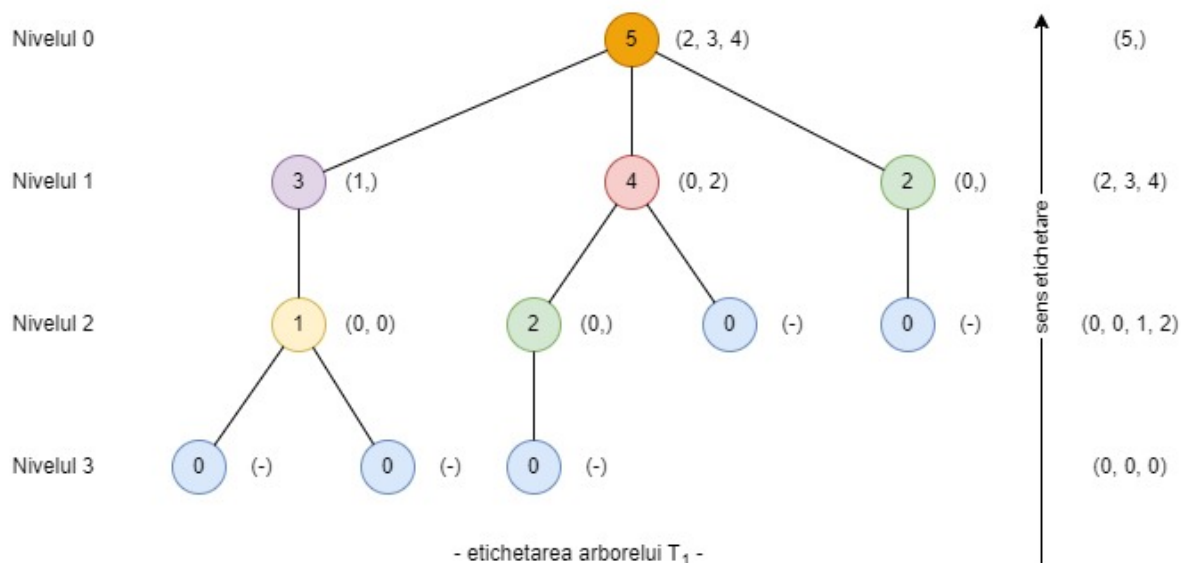 Nivelul 0 5 (2, 3, 4) (5,)
Nivelul 1 3 (1,) 4 (0, 2) 2 (0,) (2, 3, 4)
sens etichetare
Nivelul 2 1 (0, 0) 2 (0,) 0 (-) 0 (-) (0, 0, 1, 2)
Nivelul 3 0 (-) 0 (-) 0 (-) (0, 0, 0)
- etichetarea arborelui T1 -